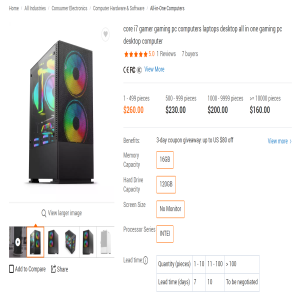 Home
All Industries
Consumer Electronics
Computer Hardware & Software
All-in-One Computers
core i7 gamer gaming pc computers laptops desktop all in one gaming pc
desktop computer
5.0 1 Reviews 7 buyers
View More
1 - 499 pieces 500 - 999 pieces 1000 - 9999 pieces >= 10000 pieces
$260.00 $230.00 $200.00 $160.00
Benefits: 3-day coupon giveaway: up to US $80 off View more
Memory Capacity 16GB
Hard Drive Capacity 120GB
Screen Size No Monitor
Processor Series INTEl
View larger image
Add to Compare Share
Lead time
Quantity (pieces) 1 - 10 11 - 100 > 100
Lead time (days) 7 10 To be negotiated